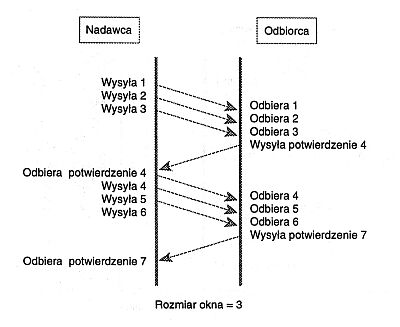 Nadawca
Odbiorca
Wysyła 1
Wysyła 2
Wysyła 3
Odbiera 1
Odbiera 2
Odbiera 3
Wysyła potwierdzenie 4
Odbiera potwierdzenie 4
Wysyła 4
Wysyła 5
Wysyła 6
Odbiera 4
Odbiera 5
Odbiera 6
Wysyła potwierdzenie 7
Odbiera potwierdzenie 7
Rozmiar okna = 3